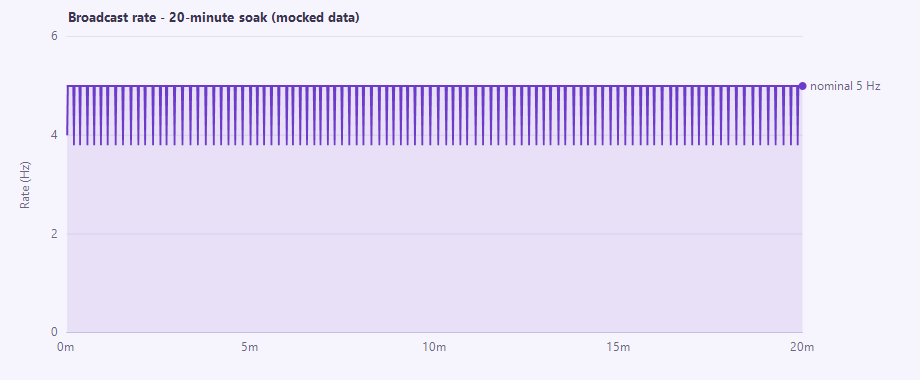 Broadcast rate - 20-minute soak (mocked data)
6
nominal 5 Hz
4
Rate (Hz)
2
0
0m 5m 10m 15m 20m